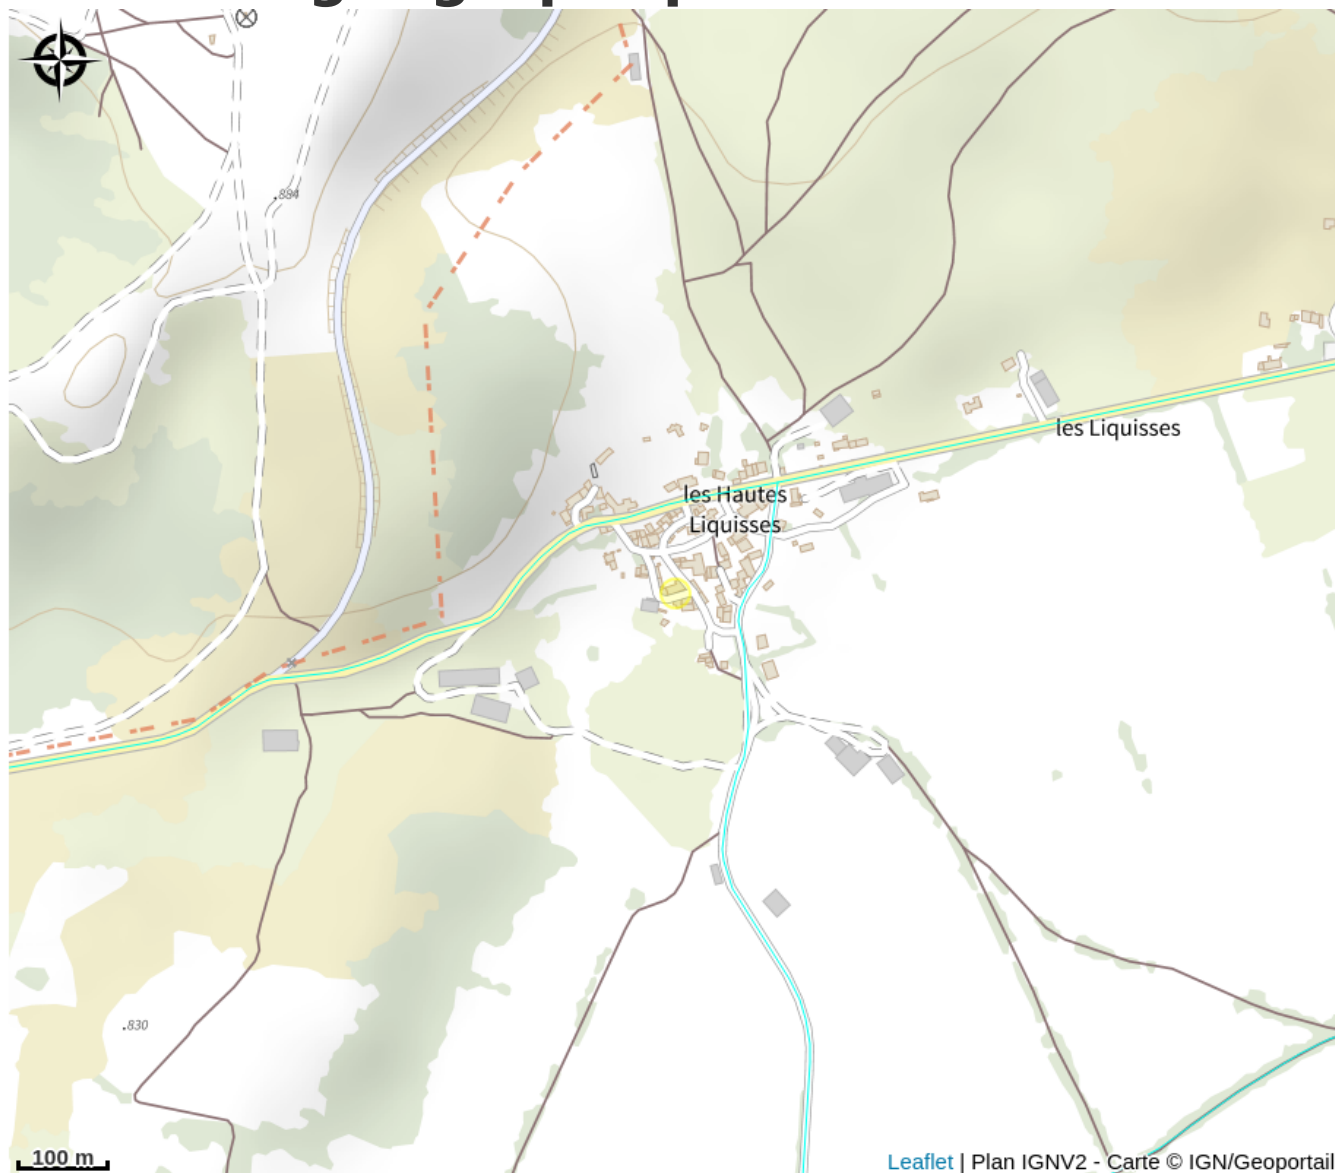 .884
les Liquisses
les Hautes
Liquisses
.830
100 m
Leaflet | Plan IGNV2 - Carte © IGN/Geoportail